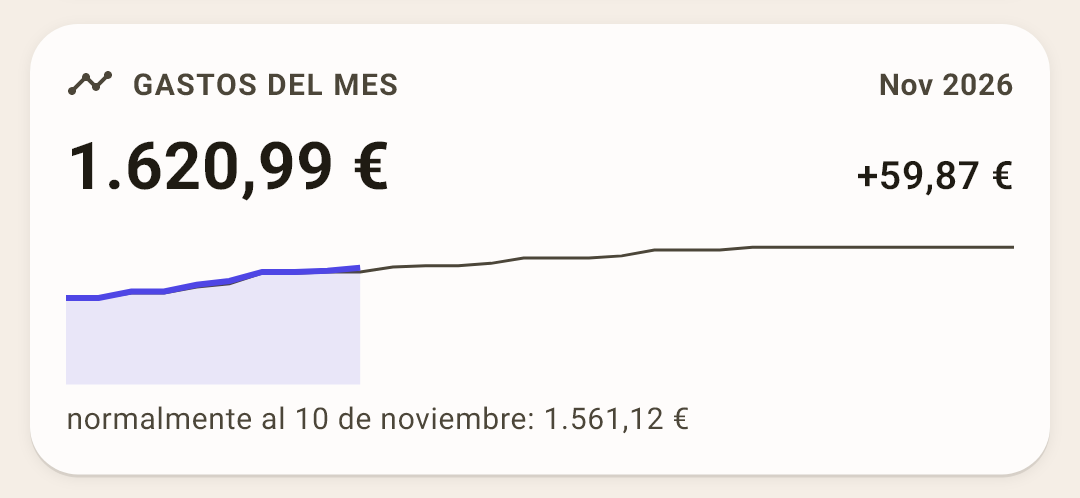 GASTOS DEL MES
Nov 2026
1.620,99 €
+59,87 €
normalmente al 10 de noviembre: 1.561,12 €